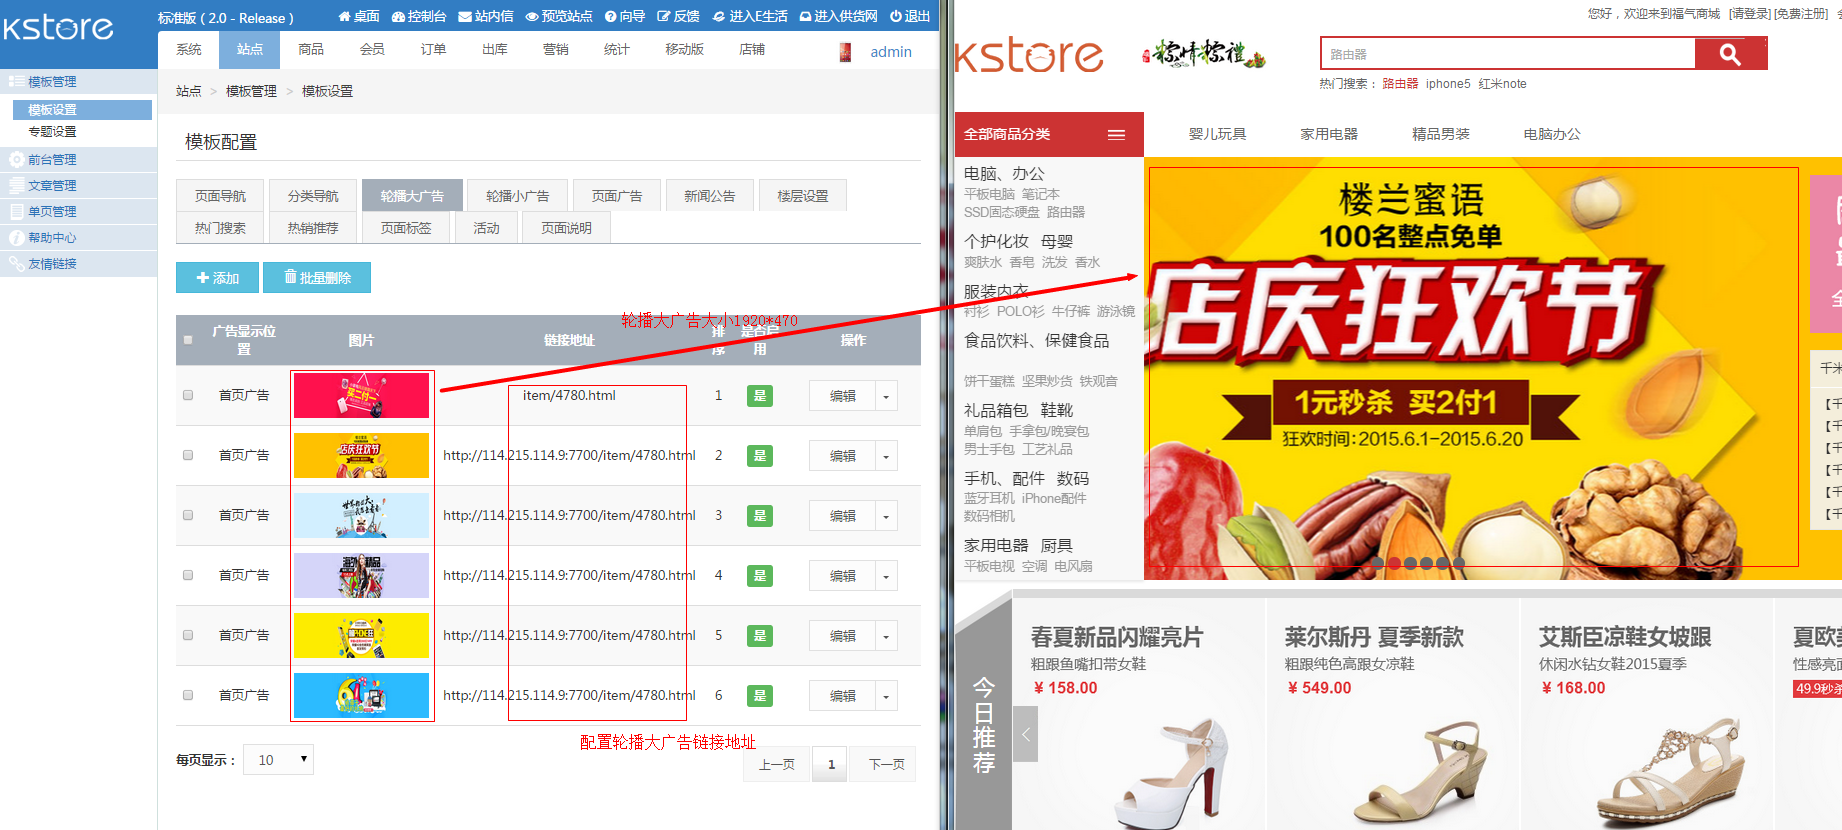 标准版 ( 2.0 - Release )
桌面 控制台 站内信 预览站点 向导 反馈 进入E生活 进入供货网 退出
kstore
系统 站点 商品 会员 订单 出库 营销 统计 移动版 店铺 admin
模板管理
模板设置
专题设置
前台管理
文章管理
单页管理
帮助中心
友情链接
站点 > 模板管理 > 模板设置
模板配置
页面导航 分类导航 轮播大广告 轮播小广告 页面广告 新闻公告 楼层设置
热门搜索 热销推荐 页面标签 活动 页面说明
添加 批量删除
轮播大广告大小1920*470
广告显示位置 图片 链接地址 排序 是否启用 操作
首页广告 买二付一 item/4780.html 1 是 编辑
首页广告 店庆狂欢节 http://114.215.114.9:7700/item/4780.html 2 是 编辑
首页广告 http://114.215.114.9:7700/item/4780.html 3 是 编辑
首页广告 海外精品 http://114.215.114.9:7700/item/4780.html 4 是 编辑
首页广告 http://114.215.114.9:7700/item/4780.html 5 是 编辑
首页广告 http://114.215.114.9:7700/item/4780.html 6 是 编辑
配置轮播大广告链接地址
每页显示： 10 上一页 1 下一页
您好，欢迎来到福气商城 [请登录] [免费注册]
kstore
粽情粽礼
路由器
热门搜索： 路由器 iphone5 红米note
全部商品分类 婴儿玩具 家用电器 精品男装 电脑办公
电脑、办公
平板电脑 笔记本
SSD固态硬盘 路由器
个护化妆 母婴
爽肤水 香皂 洗发 香水
服装内衣
衬衫 POLO衫 牛仔裤 游泳镜
食品饮料、保健食品
饼干蛋糕 坚果炒货 铁观音
礼品箱包 鞋靴
单肩包 手拿包/晚宴包
男士手包 工艺礼品
手机、配件 数码
蓝牙耳机 iPhone配件
数码相机
家用电器 厨具
平板电视 空调 电风扇
楼兰蜜语
100名整点免单
店庆狂欢节
1元秒杀 买2付1
狂欢时间:2015.6.1-2015.6.20
千米
【千
【千
【千
【千
【千
【千
今日推荐
春夏新品闪耀亮片
粗跟鱼嘴扣带女鞋
¥ 158.00
莱尔斯丹 夏季新款
粗跟纯色高跟女凉鞋
¥ 549.00
艾斯臣凉鞋女坡跟
休闲水钻女鞋2015夏季
¥ 168.00
夏欧美
性感亮面
49.9秒杀